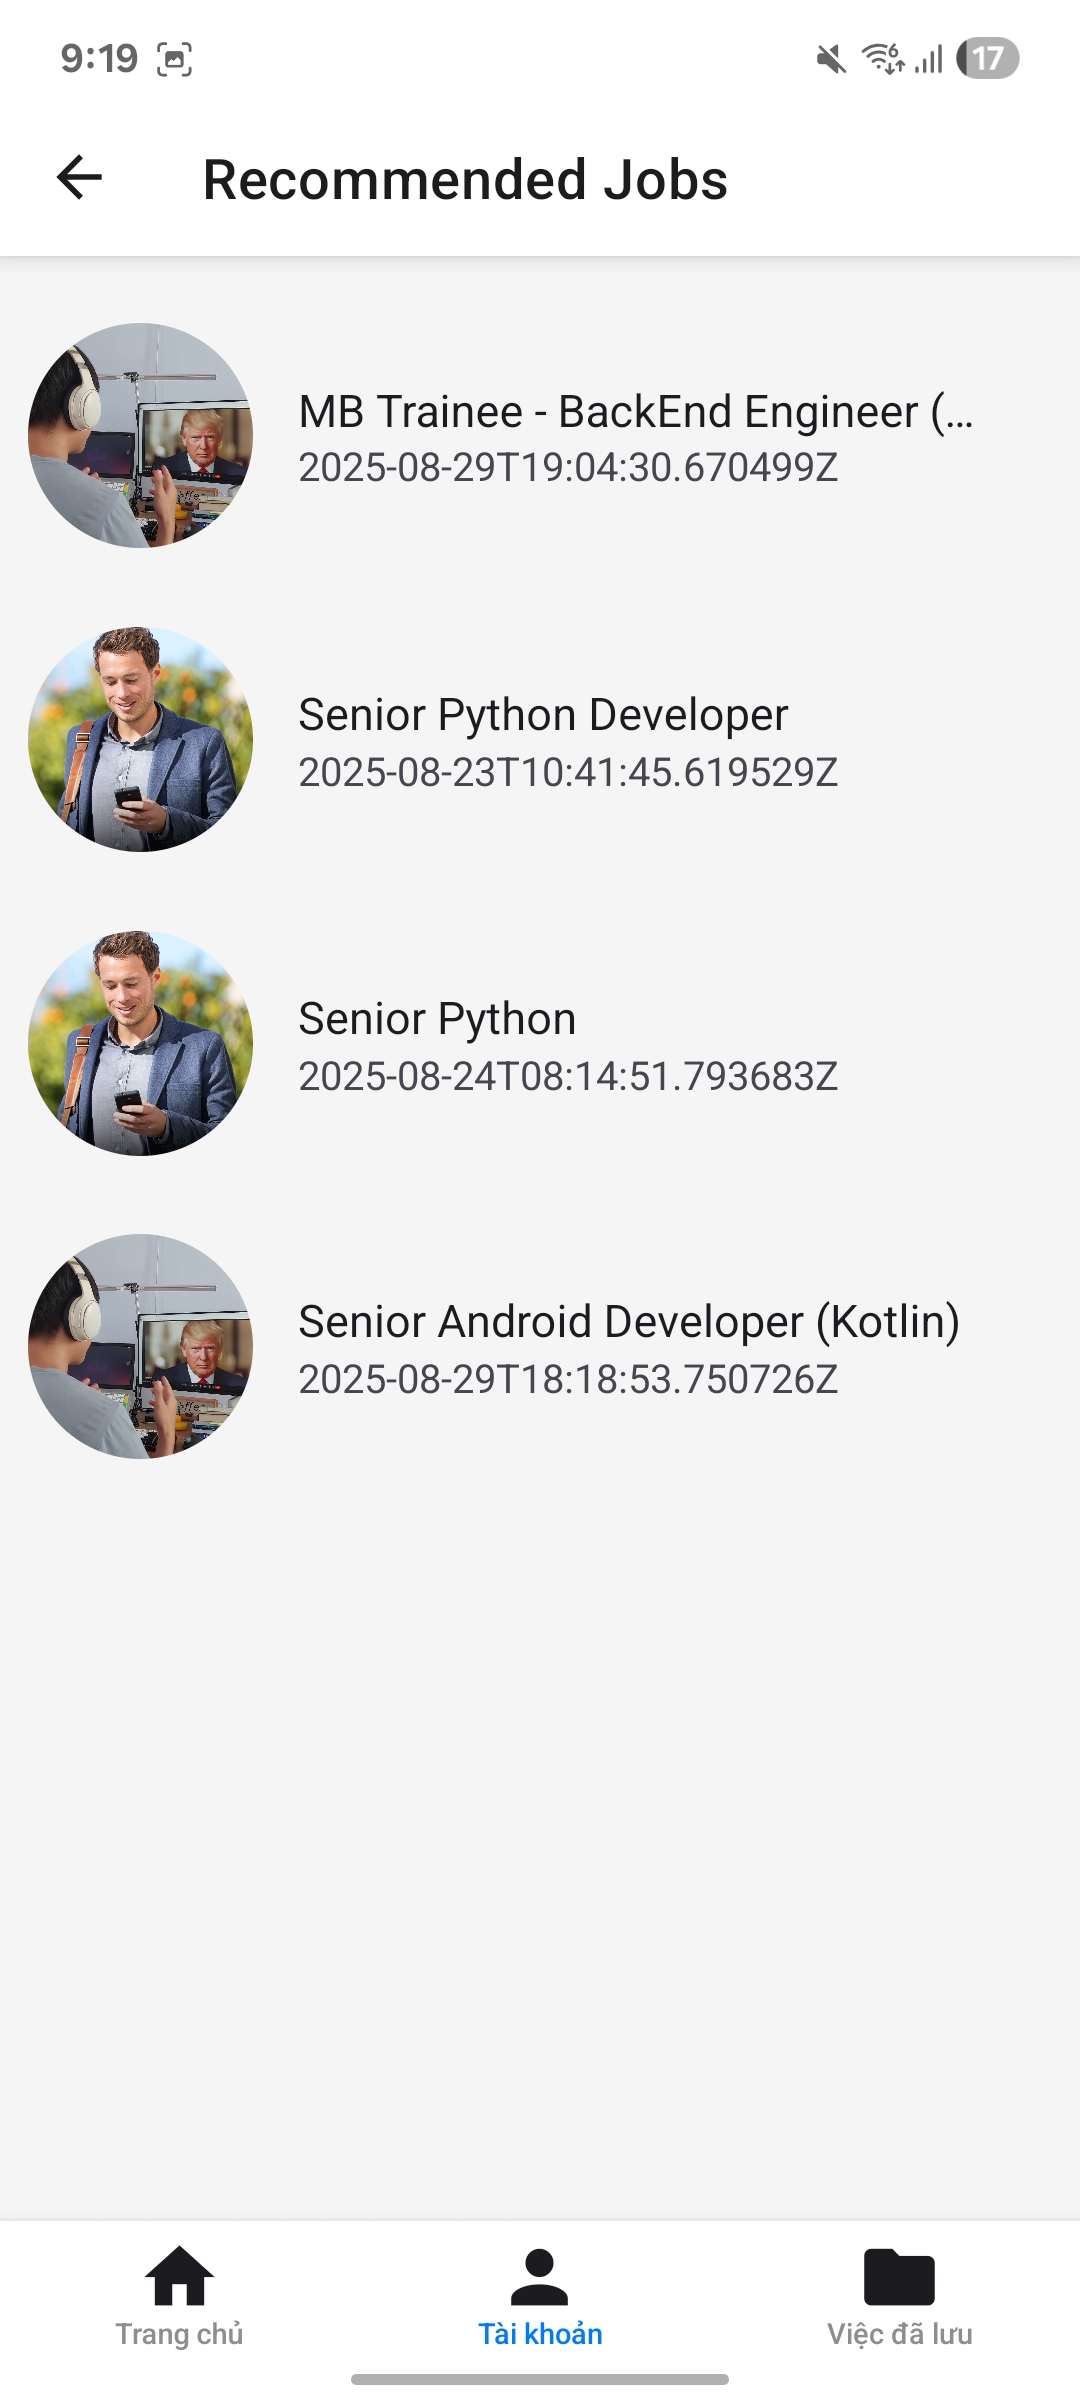 9:19
6
17
Recommended Jobs
MB Trainee - BackEnd Engineer (...
2025-08-29T19:04:30.670499Z
Senior Python Developer
2025-08-23T10:41:45.619529Z
Senior Python
2025-08-24T08:14:51.793683Z
Senior Android Developer (Kotlin)
2025-08-29T18:18:53.750726Z
Trang chủ
Tài khoản
Việc đã lưu